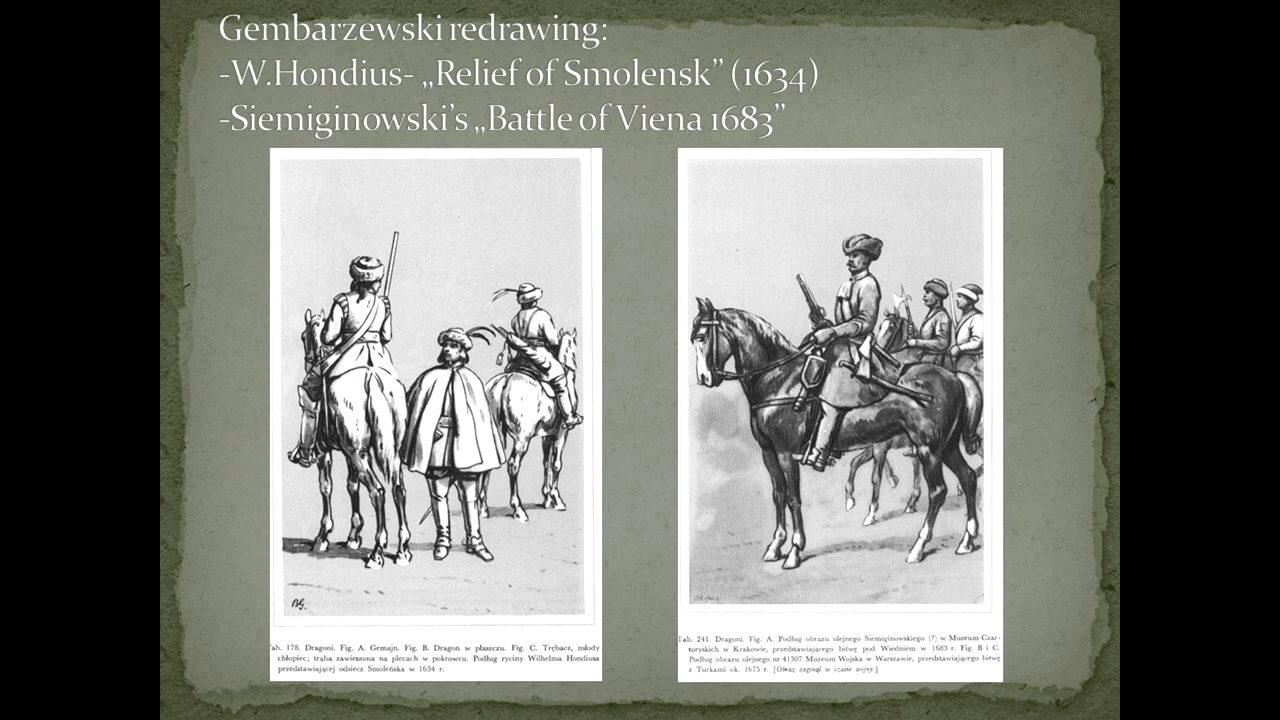 Gembarzewski redrawing:
-W.Hondius- „Relief of Smolensk” (1634)
-Siemiginowski’s „Battle of Viena 1683”
BG.
Tab. 178. Dragoni. Fig. A. Gemajn. Fig. B. Dragon w płaszczu. Fig. C. Trębacz, młody
chłopiec; trąba zawieszona na plecach w pokrowcu. Podług ryciny Wilhelma Hondiusa
przedstawiającej odsiecz Smoleńska w 1634 r.
Tab. 241. Dragoni. Fig. A. Podług obrazu olejnego Siemiginowskiego (?) w Muzeum Czar-
toryskich w Krakowie, przedstawiającego bitwę pod Wiedniem w 1683 r. Fig. B i C.
Podług obrazu olejnego nr 41307 Muzeum Wojska w Warszawie, przedstawiającego bitwę
z Turkami ok. 1675 r. [Obraz zaginął w czasie wojny.]